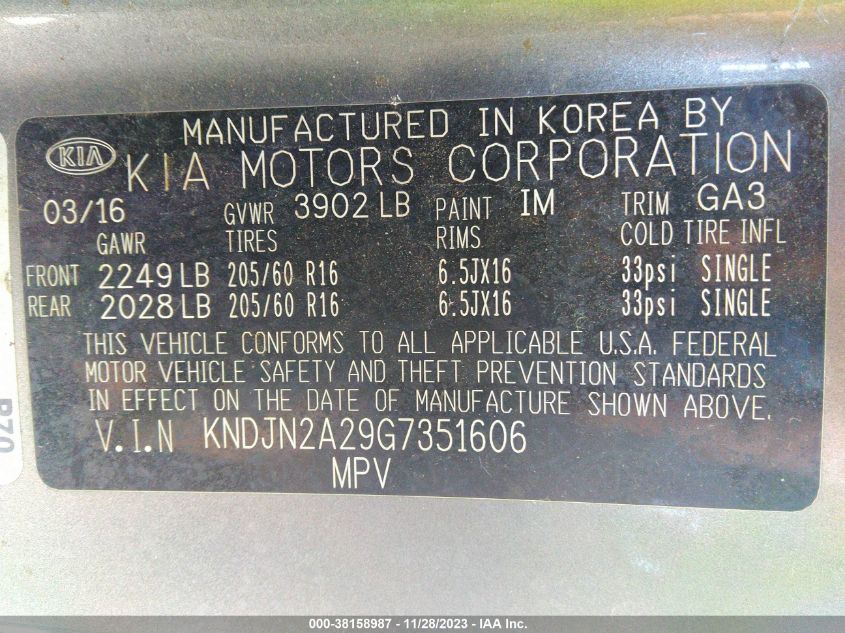 MANUFACTURED IN KOREA BY
KIA KIA MOTORS CORPORATION
03/16 GVWR 3902 LB PAINT IM TRIM GA3
GAWR TIRES RIMS COLD TIRE INFL
FRONT 2249 LB 205/60 R16 6.5JX16 33psi SINGLE
REAR 2028 LB 205/60 R16 6.5JX16 33psi SINGLE
THIS VEHICLE CONFORMS TO ALL APPLICABLE U.S.A. FEDERAL
MOTOR VEHICLE SAFETY AND THEFT PREVENTION STANDARDS
IN EFFECT ON THE DATE OF MANUFACTURE SHOWN ABOVE.
V.I.N KNDJN2A29G7351606
MPV
000-38158987 - 11/28/2023 - IAA Inc.